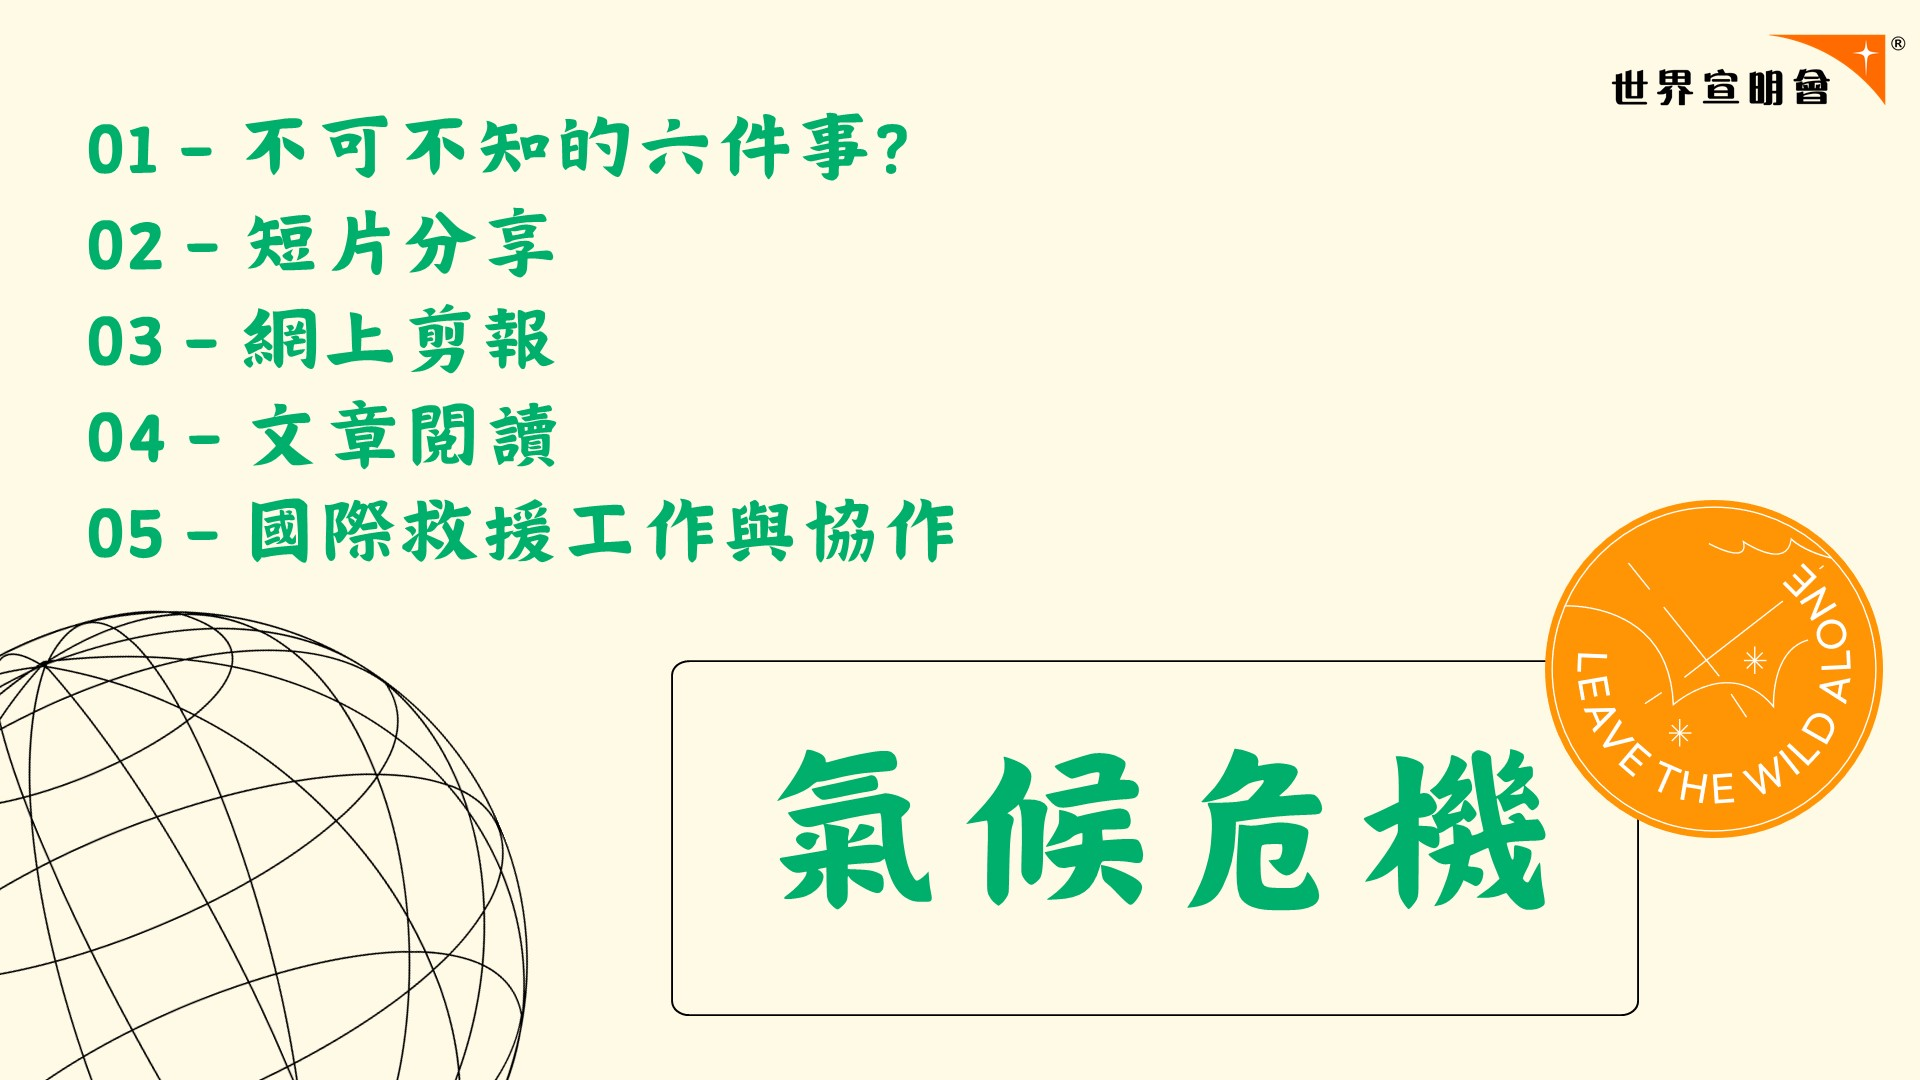 世界宣明會®
01 – 不可不知的六件事?
02 – 短片分享
03 – 網上剪報
04 – 文章閱讀
05 – 國際救援工作與協作
氣候危機
LEAVE THE WILD ALONE